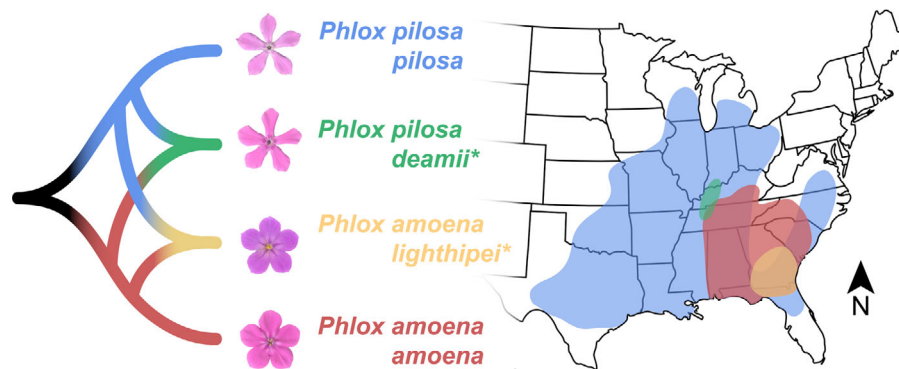 Phlox pilosa
pilosa
Phlox pilosa
deamii*
Phlox amoena
lighthipei*
Phlox amoena
amoena
N